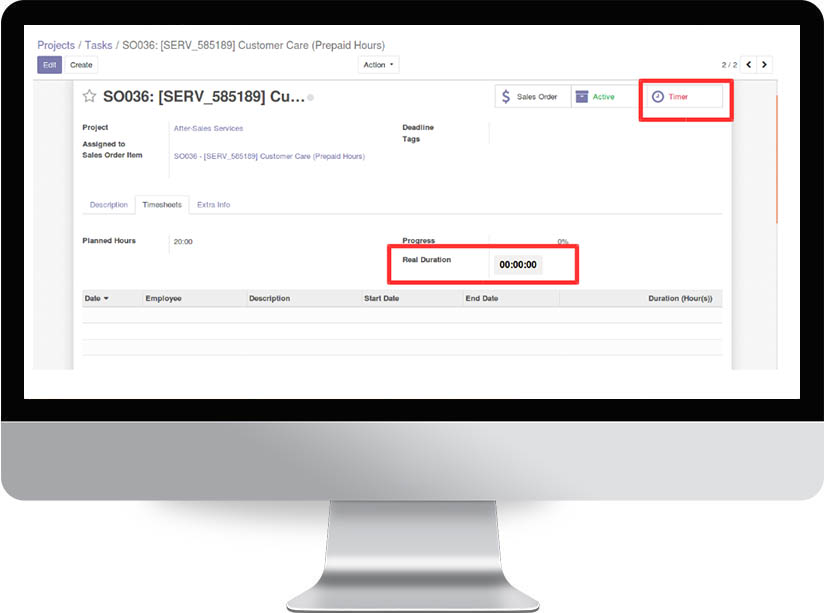 Projects / Tasks / SO036: [SERV_585189] Customer Care (Prepaid Hours)
Edit Create Action 2 / 2
SO036: [SERV_585189] Cu... Sales Order Active Timer
Project After-Sales Services Deadline
Tags
Assigned to
Sales Order Item SO036 - [SERV_585189] Customer Care (Prepaid Hours)
Description Timesheets Extra Info
Planned Hours 20:00 Progress 0%
Real Duration 00:00:00
Date Employee Description Start Date End Date Duration (Hour(s))